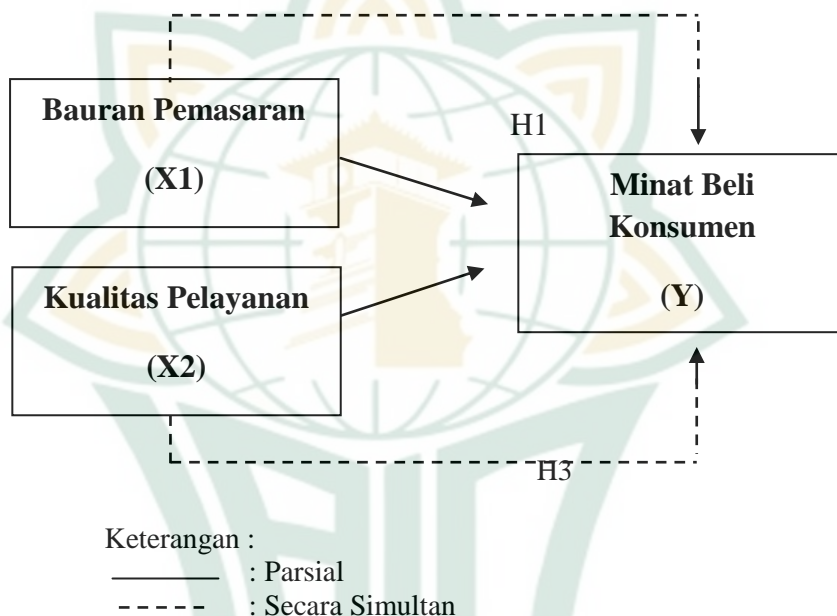 Bauran Pemasaran
(X1)
H1
Minat Beli
Konsumen
(Y)
Kualitas Pelayanan
(X2)
H3
Keterangan :
: Parsial
: Secara Simultan